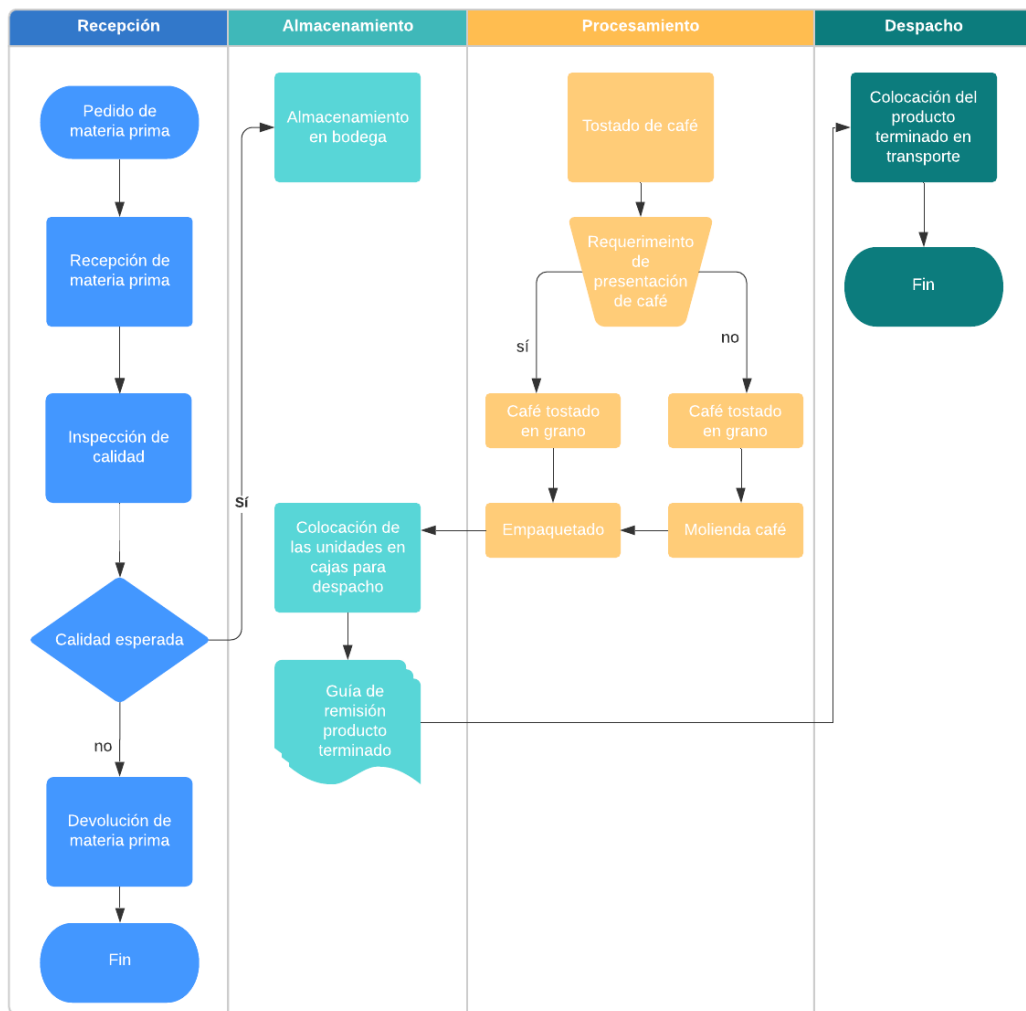 Recepción
Almacenamiento
Procesamiento
Despacho
Pedido de
materia prima
Recepción de
materia prima
Inspección de
calidad
Calidad esperada
Sí
no
Devolución de
materia prima
Fin
Almacenamiento
en bodega
Colocación de
las unidades en
cajas para
despacho
Guía de
remisión
producto
terminado
Tostado de café
Requerimeinto
de
presentación
de café
sí
no
Café tostado
en grano
Café tostado
en grano
Empaquetado
Molienda café
Colocación del
producto
terminado en
transporte
Fin